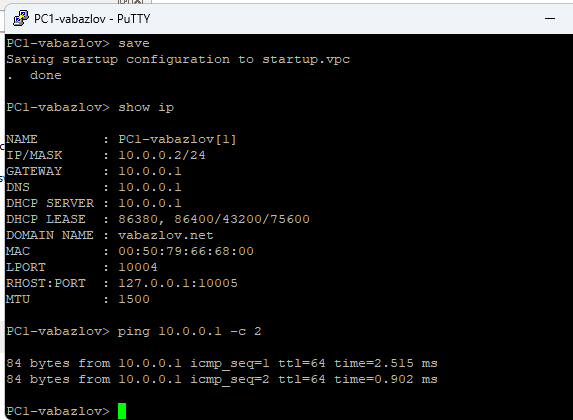 PC1-vabazlov - PuTTY
PC1-vabazlov> save
Saving startup configuration to startup.vpc
.  done
PC1-vabazlov> show ip
NAME        : PC1-vabazlov[1]
IP/MASK     : 10.0.0.2/24
GATEWAY     : 10.0.0.1
DNS         : 10.0.0.1
DHCP SERVER : 10.0.0.1
DHCP LEASE  : 86380, 86400/43200/75600
DOMAIN NAME : vabazlov.net
MAC         : 00:50:79:66:68:00
LPORT       : 10004
RHOST:PORT  : 127.0.0.1:10005
MTU         : 1500
PC1-vabazlov> ping 10.0.0.1 -c 2
84 bytes from 10.0.0.1 icmp_seq=1 ttl=64 time=2.515 ms
84 bytes from 10.0.0.1 icmp_seq=2 ttl=64 time=0.902 ms
PC1-vabazlov>